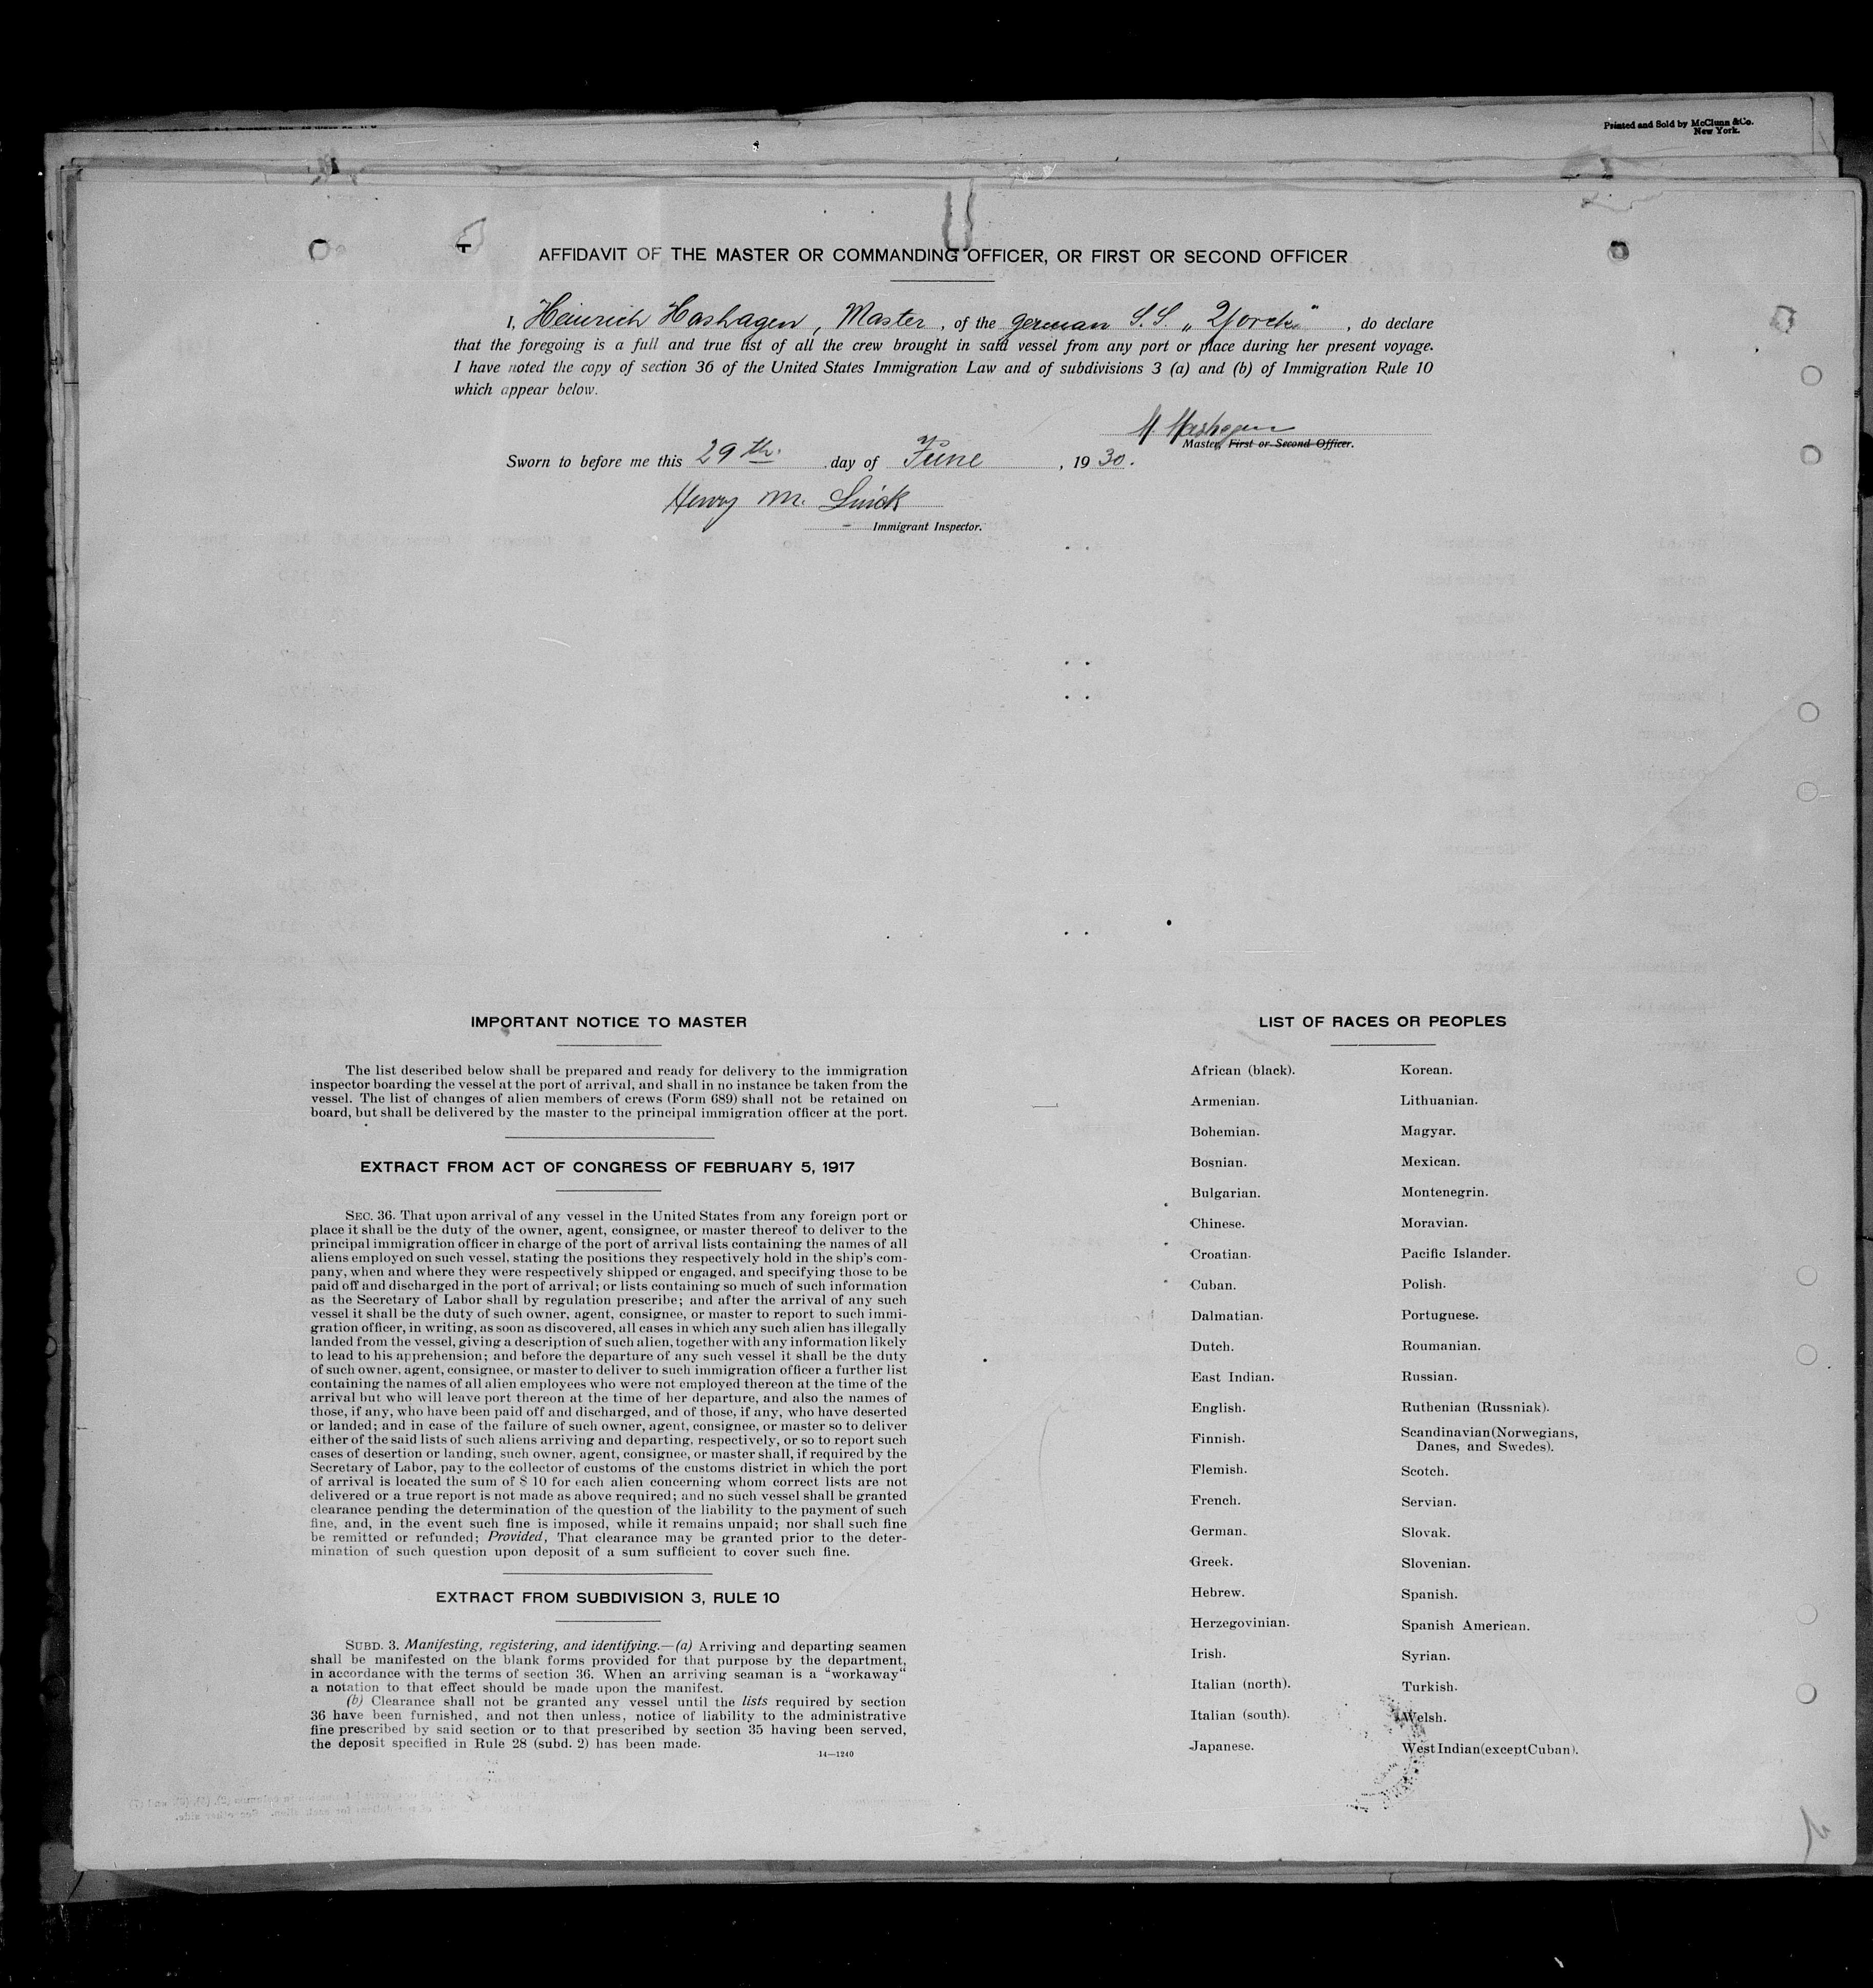 Printed and Sold by McClunn &Co.
New York.
AFFIDAVIT OF THE MASTER OR COMMANDING OFFICER, OR FIRST OR SECOND OFFICER
I, Heinrich Hashagen, Master, of the german S.S. „Yorck“, do declare
that the foregoing is a full and true list of all the crew brought in said vessel from any port or place during her present voyage.
I have noted the copy of section 36 of the United States Immigration Law and of subdivisions 3 (a) and (b) of Immigration Rule 10
which appear below.
H. Hashagen
Master, First or Second Officer.
Sworn to before me this 29th. day of June, 1930.
Henry M.
Immigrant Inspector.
IMPORTANT NOTICE TO MASTER
The list described below shall be prepared and ready for delivery to the immigration
inspector boarding the vessel at the port of arrival, and shall in no instance be taken from the
vessel. The list of changes of alien members of crews (Form 689) shall not be retained on
board, but shall be delivered by the master to the principal immigration officer at the port.
EXTRACT FROM ACT OF CONGRESS OF FEBRUARY 5, 1917
SEC. 36. That upon arrival of any vessel in the United States from any foreign port or
place it shall be the duty of the owner, agent, consignee, or master thereof to deliver to the
principal immigration officer in charge of the port of arrival lists containing the names of all
aliens employed on such vessel, stating the positions they respectively hold in the ship's com-
pany, when and where they were respectively shipped or engaged, and specifying those to be
paid off and discharged in the port of arrival; or lists containing so much of such information
as the Secretary of Labor shall by regulation prescribe; and after the arrival of any such
vessel it shall be the duty of such owner, agent, consignee, or master to report to such immi-
gration officer, in writing, as soon as discovered, all cases in which any such alien has illegally
landed from the vessel, giving a description of such alien, together with any information likely
to lead to his apprehension; and before the departure of any such vessel it shall be the duty
of such owner, agent, consignee, or master to deliver to such immigration officer a further list
containing the names of all alien employees who were not employed thereon at the time of the
arrival but who will leave port thereon at the time of her departure, and also the names of
those, if any, who have been paid off and discharged, and of those, if any, who have deserted
or landed; and in case of the failure of such owner, agent, consignee, or master so to deliver
either of the said lists of such aliens arriving and departing, respectively, or so to report such
cases of desertion or landing, such owner, agent, consignee, or master shall, if required by the
Secretary of Labor, pay to the collector of customs of the customs district in which the port
of arrival is located the sum of $ 10 for each alien concerning whom correct lists are not
delivered or a true report is not made as above required; and no such vessel shall be granted
clearance pending the determination of the question of the liability to the payment of such
fine, and, in the event such fine is imposed, while it remains unpaid; nor shall such fine
be remitted or refunded; Provided, That clearance may be granted prior to the deter-
mination of such question upon deposit of a sum sufficient to cover such fine.
EXTRACT FROM SUBDIVISION 3, RULE 10
SUBD. 3. Manifesting, registering, and identifying.—(a) Arriving and departing seamen
shall be manifested on the blank forms provided for that purpose by the department,
in accordance with the terms of section 36. When an arriving seaman is a “workaway“
a notation to that effect should be made upon the manifest.
(b) Clearance shall not be granted any vessel until the lists required by section
36 have been furnished, and not then unless, notice of liability to the administrative
fine prescribed by said section or to that prescribed by section 35 having been served,
the deposit specified in Rule 28 (subd. 2) has been made.
14—1240
LIST OF RACES OR PEOPLES
African (black).
Armenian.
Bohemian.
Bosnian.
Bulgarian.
Chinese.
Croatian.
Cuban.
Dalmatian.
Dutch.
East Indian.
English.
Finnish.
Flemish.
French.
German.
Greek.
Hebrew.
Herzegovinian.
Irish.
Italian (north).
Italian (south).
Japanese.
Korean.
Lithuanian.
Magyar.
Mexican.
Montenegrin.
Moravian.
Pacific Islander.
Polish.
Portuguese.
Roumanian.
Russian.
Ruthenian (Russniak).
Scandinavian(Norwegians,
Danes, and Swedes).
Scotch.
Servian.
Slovak.
Slovenian.
Spanish.
Spanish American.
Syrian.
Turkish.
Welsh.
West Indian(except Cuban).